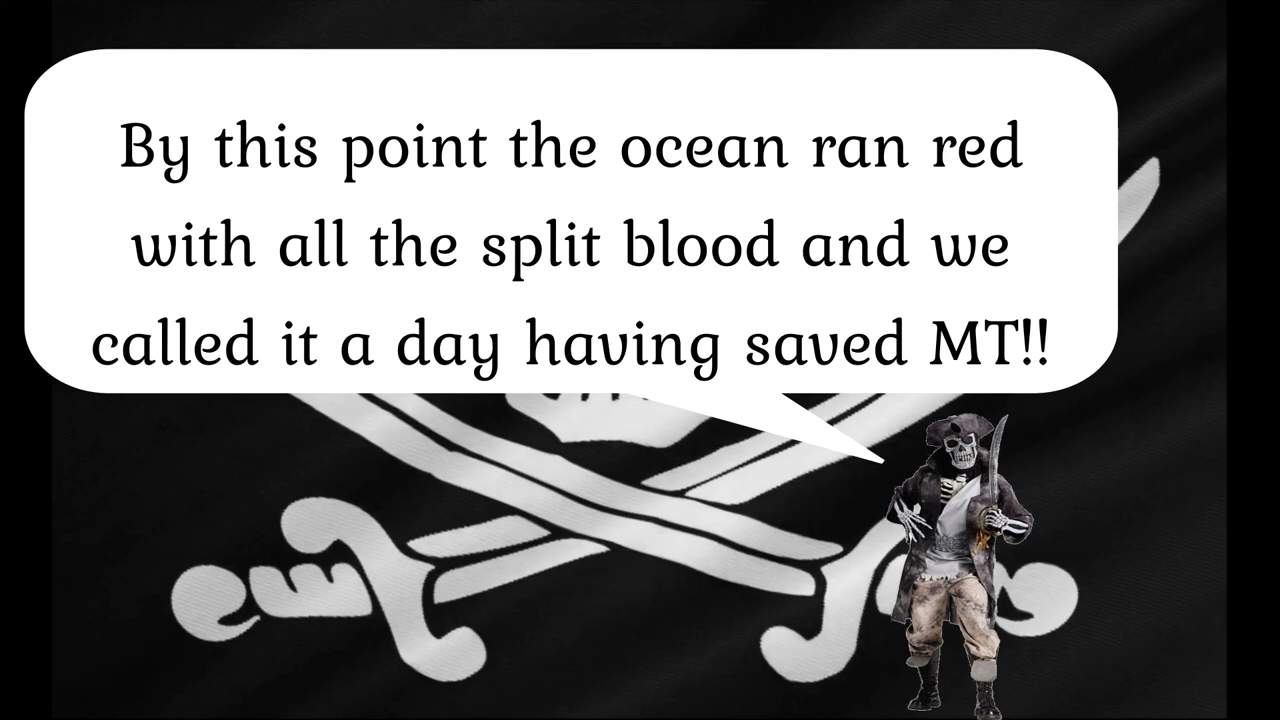 By this point the ocean ran red
with all the split blood and we
called it a day having saved MT!!